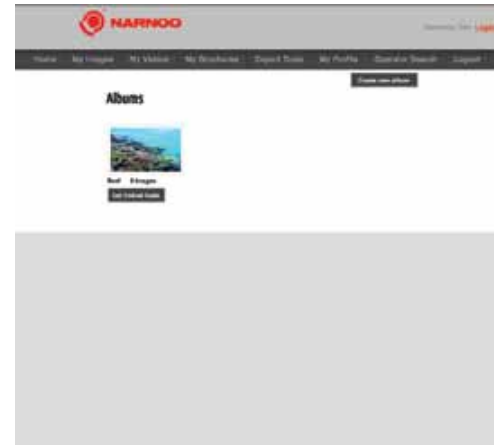 NARNOO
Logout
Home My Images My Videos My Brochures Export Tools My Profile Operator Search Logout
Create new album
Albums
Reef